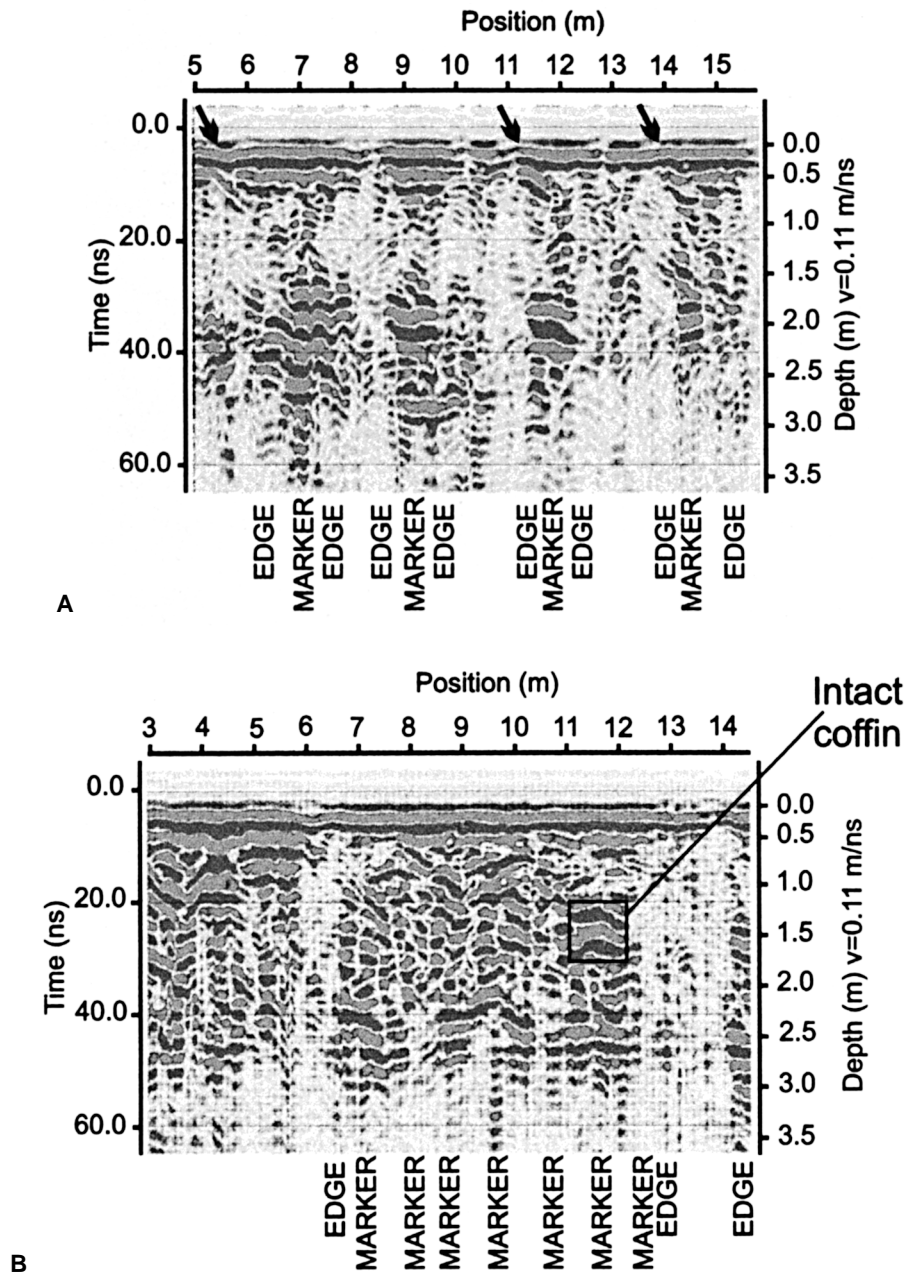 Position (m)
5 6 7 8 9 10 11 12 13 14 15
0.0
20.0
40.0
60.0
Time (ns)
0.0
0.5
1.0
1.5
2.0
2.5
3.0
3.5
Depth (m) v=0.11 m/ns
EDGE
MARKER
EDGE
EDGE
MARKER
EDGE
EDGE
MARKER
EDGE
EDGE
MARKER
EDGE
A
Position (m)
3 4 5 6 7 8 9 10 11 12 13 14
Intact
coffin
0.0
20.0
40.0
60.0
Time (ns)
0.0
0.5
1.0
1.5
2.0
2.5
3.0
3.5
Depth (m) v=0.11 m/ns
EDGE
MARKER
MARKER
MARKER
MARKER
MARKER
MARKER
MARKER
EDGE
EDGE
B